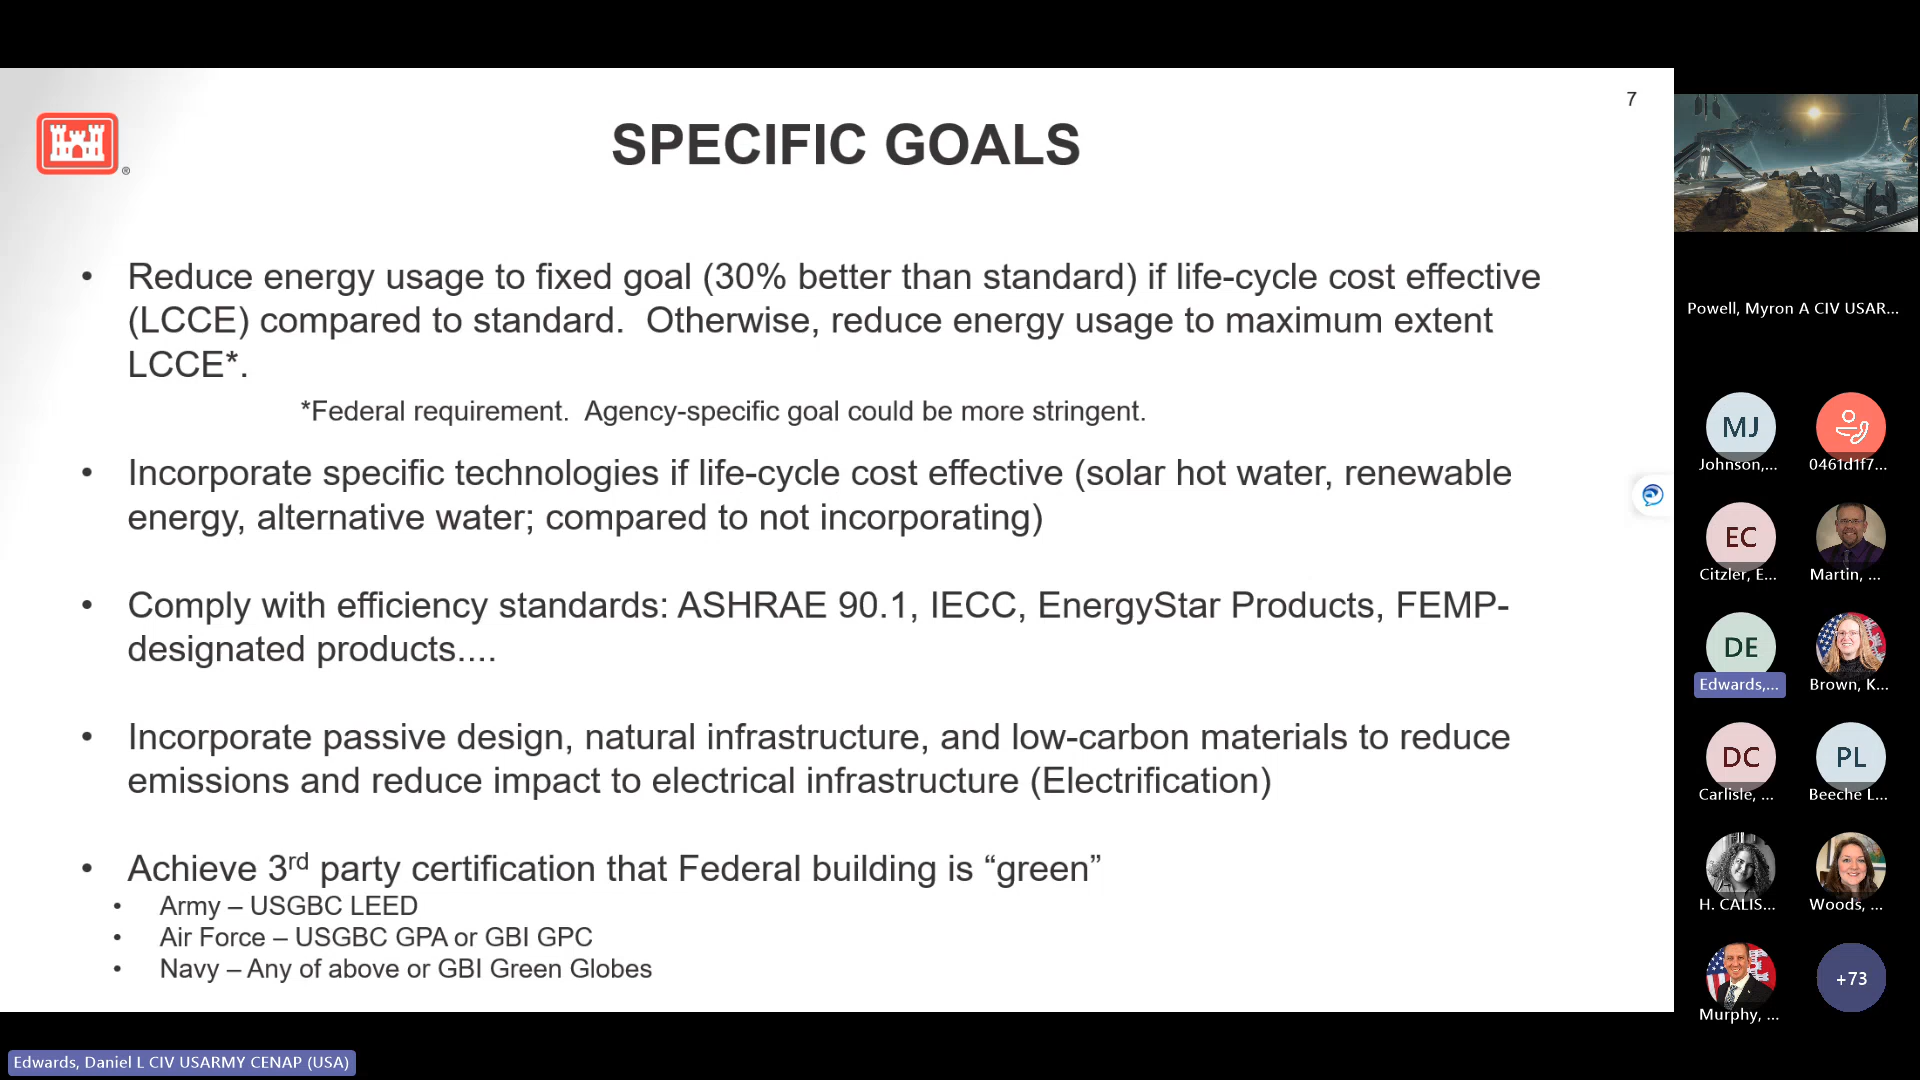 7
®
SPECIFIC GOALS
• Reduce energy usage to fixed goal (30% better than standard) if life-cycle cost effective
(LCCE) compared to standard.  Otherwise, reduce energy usage to maximum extent
LCCE*.
*Federal requirement.  Agency-specific goal could be more stringent.
• Incorporate specific technologies if life-cycle cost effective (solar hot water, renewable
energy, alternative water; compared to not incorporating)
• Comply with efficiency standards: ASHRAE 90.1, IECC, EnergyStar Products, FEMP-
designated products....
• Incorporate passive design, natural infrastructure, and low-carbon materials to reduce
emissions and reduce impact to electrical infrastructure (Electrification)
• Achieve 3rd party certification that Federal building is “green”
• Army – USGBC LEED
• Air Force – USGBC GPA or GBI GPC
• Navy – Any of above or GBI Green Globes
Powell, Myron A CIV USAR...
MJ
Johnson,...
0461d1f7...
EC
Citzler, E...
Martin, ...
DE
Edwards,...
Brown, K...
DC
Carlisle, ...
PL
Beeche L...
H. CALIS...
Woods, ...
Murphy, ...
+73
Edwards, Daniel L CIV USARMY CENAP (USA)